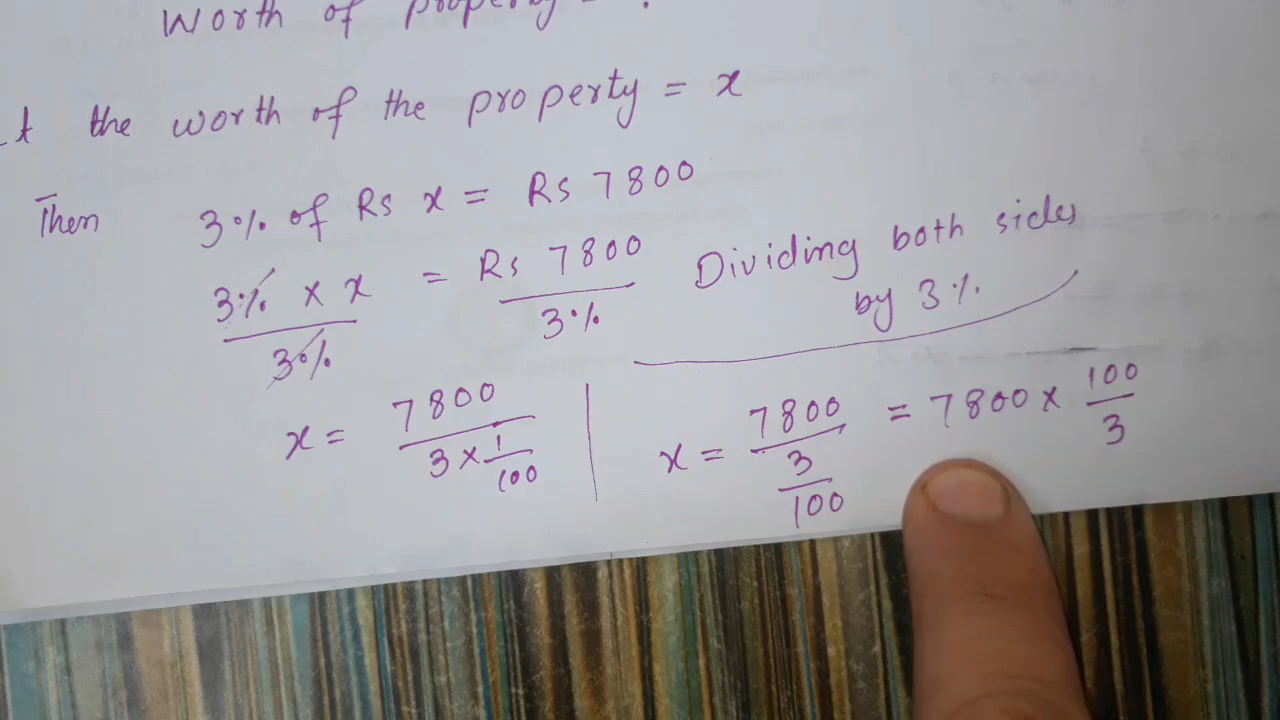 Worth of property = ?
the worth of the property = x
Then 3% of Rs x = Rs 7800
3% × x / 3% = Rs 7800 / 3% Dividing both sides
by 3%
x = 7800 / 3 × 1/100 | x = 7800 / 3/100 = 7800 × 100/3